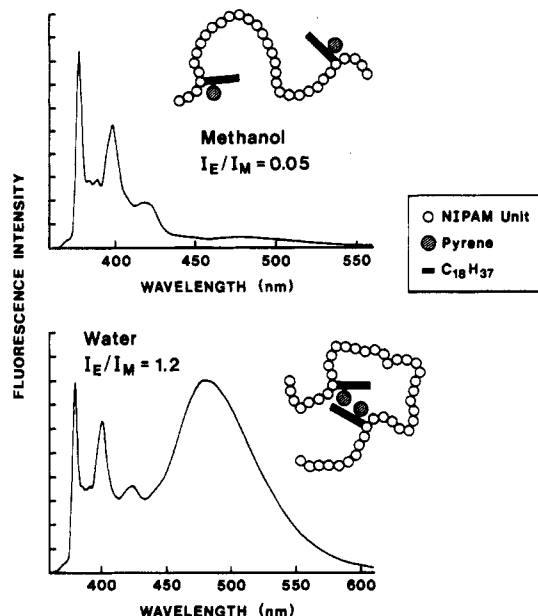 Methanol
I_E/I_M = 0.05
400
450
500
550
WAVELENGTH (nm)
FLUORESCENCE INTENSITY
NIPAM Unit
Pyrene
C₁₈H₃₇
Water
I_E/I_M = 1.2
400
450
500
550
600
WAVELENGTH (nm)